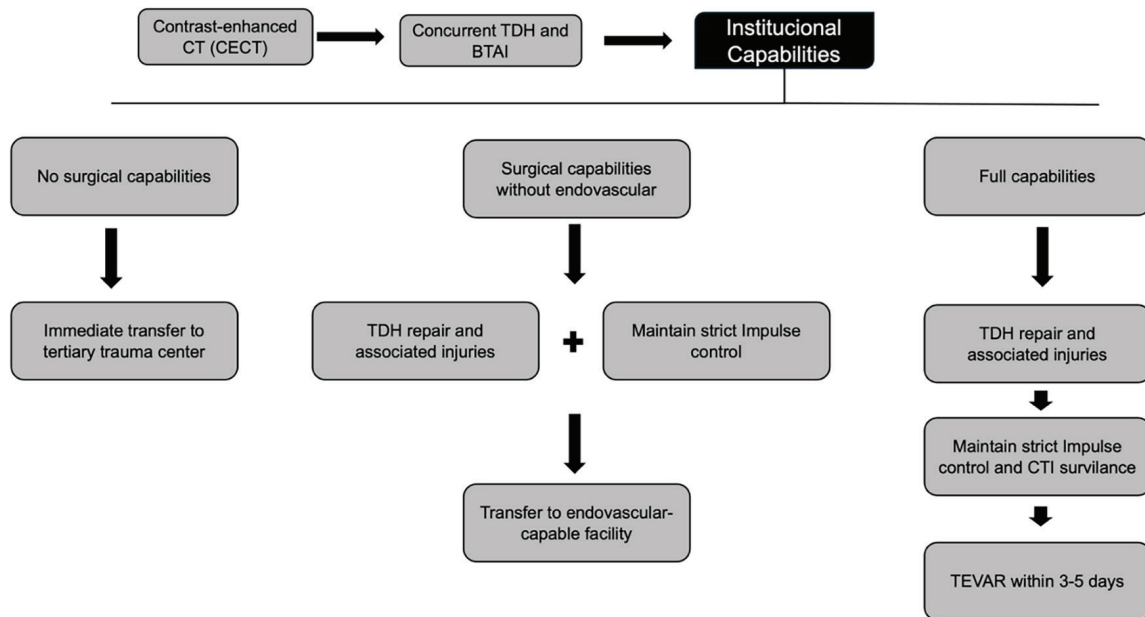 Contrast-enhanced
CT (CECT)
Concurrent TDH and
BTAI
Institucional
Capabilities
No surgical capabilities
Surgical capabilities
without endovascular
Full capabilities
Immediate transfer to
tertiary trauma center
TDH repair and
associated injuries
+
Maintain strict Impulse
control
TDH repair and
associated injuries
Maintain strict Impulse
control and CTI survilance
Transfer to endovascular-
capable facility
TEVAR within 3-5 days